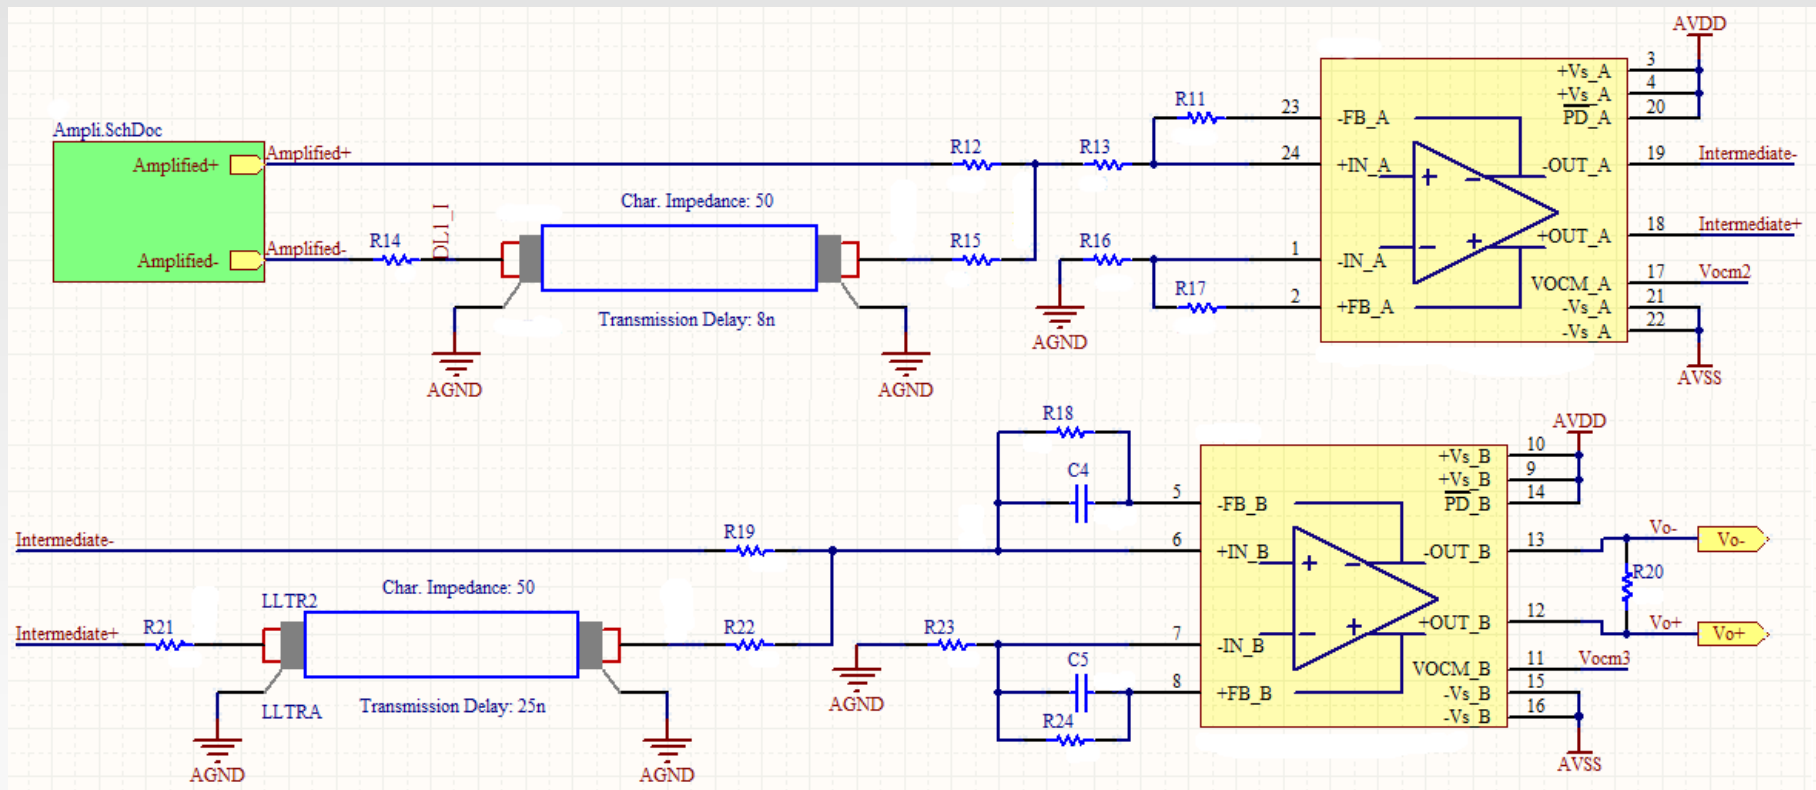 AVDD
Ampli.SchDoc
Amplified+
Amplified+
Amplified-
Amplified-
R14
DL1_I
Char. Impedance: 50
Transmission Delay: 8n
AGND
AGND
R12
R13
R11
R15
R16
R17
AGND
23
24
1
2
-FB_A
+IN_A
-IN_A
+FB_A
+Vs_A
+Vs_A
PD_A
-OUT_A
+OUT_A
VOCM_A
-Vs_A
-Vs_A
3
4
20
19
18
17
21
22
Intermediate-
Intermediate+
Vocm2
AVSS
Intermediate-
Intermediate+
R21
LLTR2
Char. Impedance: 50
LLTRA
Transmission Delay: 25n
AGND
AGND
R19
R22
R18
C4
R23
C5
R24
AGND
5
6
7
8
-FB_B
+IN_B
-IN_B
+FB_B
+Vs_B
+Vs_B
PD_B
-OUT_B
+OUT_B
VOCM_B
-Vs_B
-Vs_B
10
9
14
13
12
11
15
16
AVDD
Vo-
Vo-
R20
Vo+
Vo+
Vocm3
AVSS